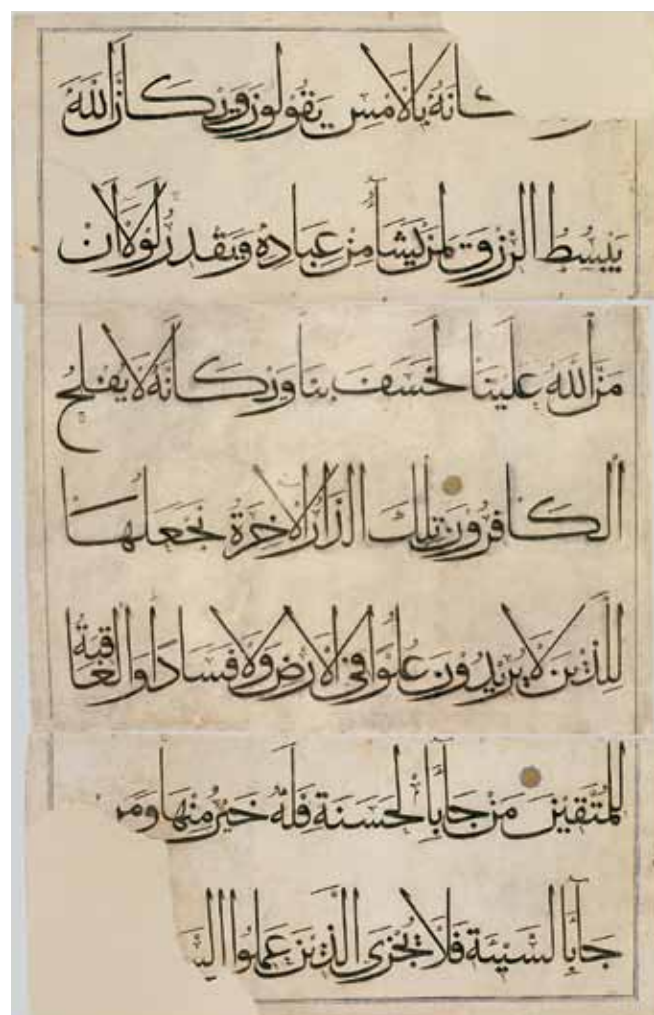 كانه بالامس يقولون ويكان الله
يبسط الرزق لمن يشاء من عباده ويقدر لولا ان
من الله علينا لخسف بنا ويكانه لا يفلح
الكافرون تلك الدار الاخرة نجعلها
للذين لا يريدون علوا في الارض ولا فسادا والعاقبة
للمتقين من جاء بالحسنة فله خير منها ومن
جاء بالسيئة فلا يجزى الذين عملوا